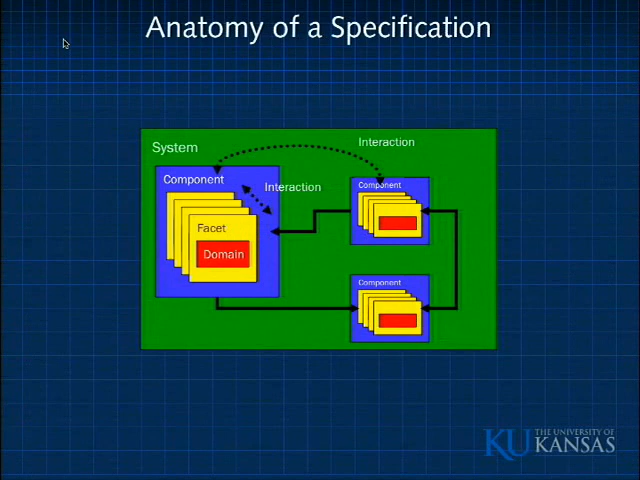 Anatomy of a Specification
System
Interaction
Component
Interaction
Facet
Domain
Component
Component
KU THE UNIVERSITY OF
KANSAS